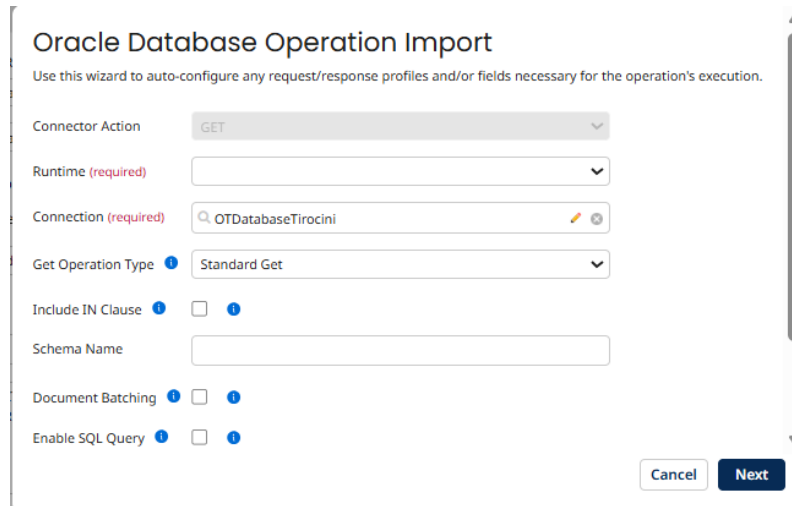 Oracle Database Operation Import
Use this wizard to auto-configure any request/response profiles and/or fields necessary for the operation's execution.
Connector Action GET
Runtime (required)
Connection (required) OTDatabaseTirocini
Get Operation Type Standard Get
Include IN Clause
Schema Name
Document Batching
Enable SQL Query
Cancel Next